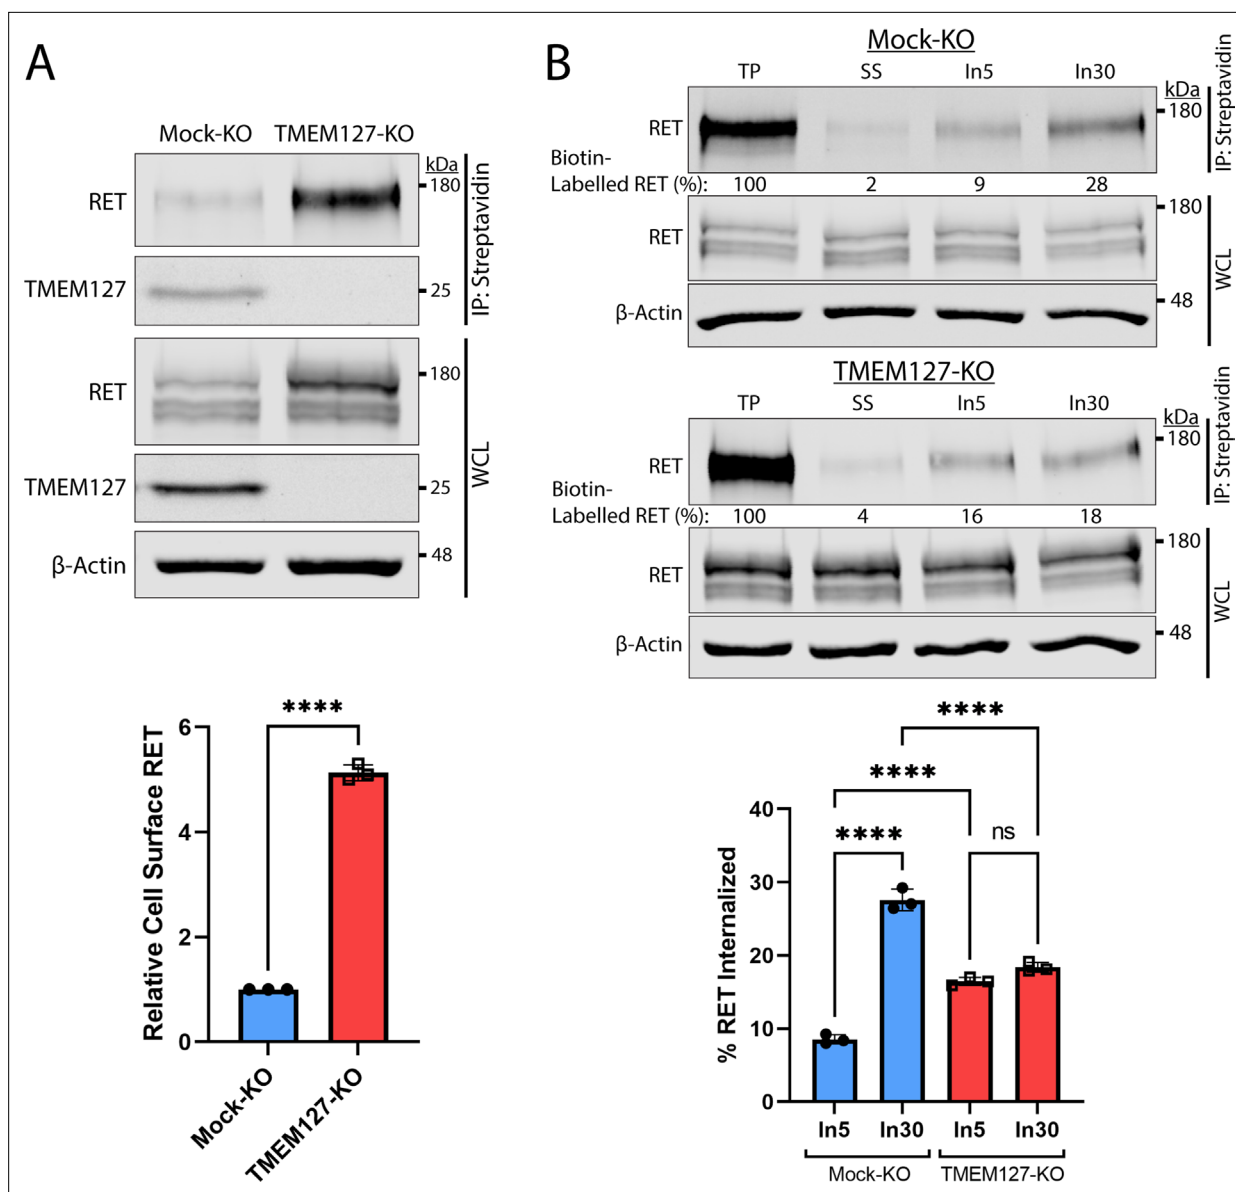 A
Mock-KO TMEM127-KO
kDa
RET
180
TMEM127
25
IP: Streptavidin
RET
180
TMEM127
25
β-Actin
48
WCL
Relative Cell Surface RET
6
4
2
0
****
Mock-KO
TMEM127-KO
B
Mock-KO
TP SS In5 In30
kDa
RET
180
IP: Streptavidin
Biotin-
Labelled RET (%): 100 2 9 28
RET
180
β-Actin
48
WCL
TMEM127-KO
TP SS In5 In30
kDa
RET
180
IP: Streptavidin
Biotin-
Labelled RET (%): 100 4 16 18
RET
180
β-Actin
48
WCL
% RET Internalized
40
30
20
10
0
****
****
****
ns
In5 In30 In5 In30
Mock-KO TMEM127-KO